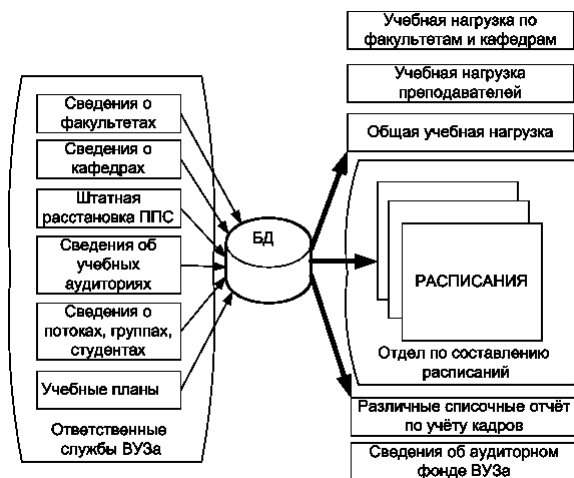 Сведения о
факультетах
Сведения о
кафедрах
Штатная
расстановка ППС
Сведения об
учебных
аудиториях
Сведения о
потоках, группах,
студентах
Учебные планы
Ответственные
службы ВУЗа
БД
Учебная нагрузка по
факультетам и кафедрам
Учебная нагрузка
преподавателей
Общая учебная нагрузка
РАСПИСАНИЯ
Отдел по составлению
расписаний
Различные списочные отчёт
по учёту кадров
Сведения об аудиторном
фонде ВУЗа